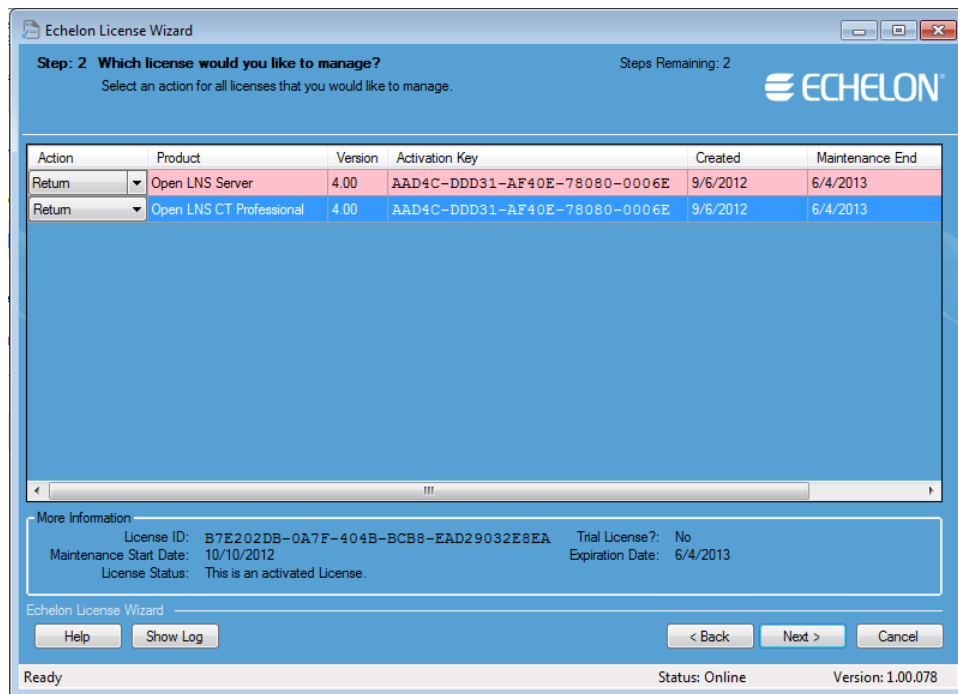 Echelon License Wizard
Step: 2 Which license would you like to manage?
Steps Remaining: 2
Select an action for all licenses that you would like to manage.
ECHELON
Action Product Version Activation Key Created Maintenance End
Return Open LNS Server 4.00 AAD4C-DDD31-AF40E-78080-0006E 9/6/2012 6/4/2013
Return Open LNS CT Professional 4.00 AAD4C-DDD31-AF40E-78080-0006E 9/6/2012 6/4/2013
More Information
License ID: B7E202DB-0A7F-404B-BCB8-EAD29032E8EA Trial License?: No
Maintenance Start Date: 10/10/2012 Expiration Date: 6/4/2013
License Status: This is an activated License.
Echelon License Wizard
Help Show Log < Back Next > Cancel
Ready Status: Online Version: 1.00.078